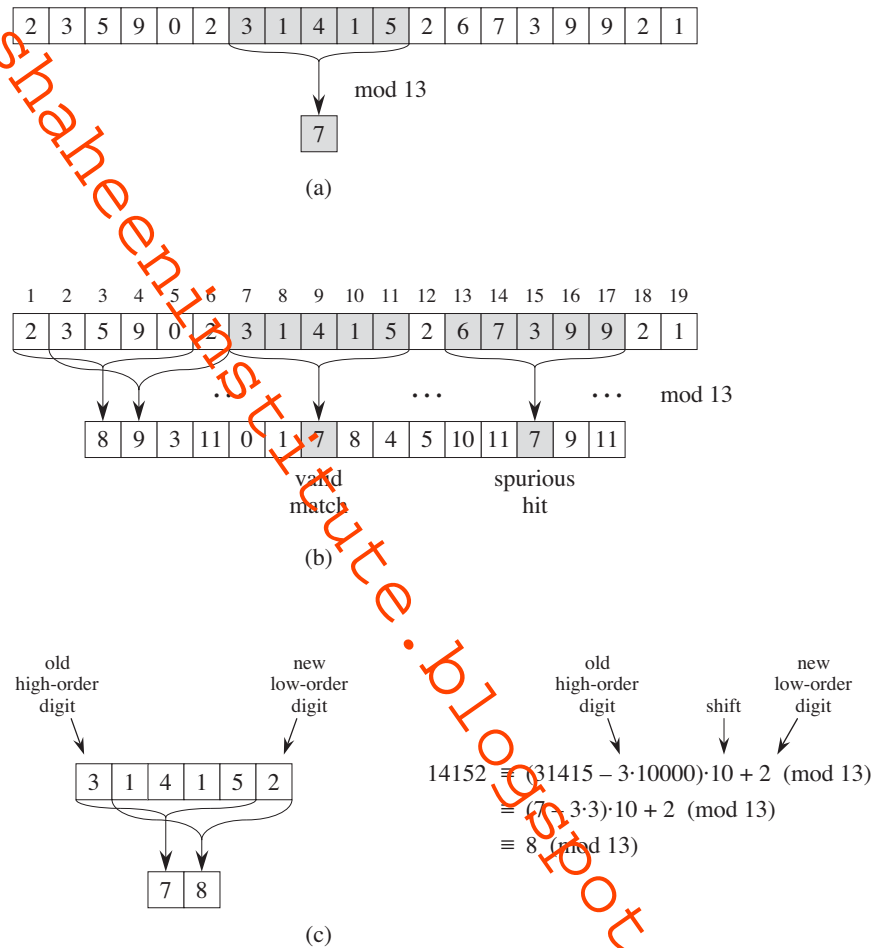 2 3 5 9 0 2 3 1 4 1 5 2 6 7 3 9 9 2 1
mod 13
7
(a)
1 2 3 4 5 6 7 8 9 10 11 12 13 14 15 16 17 18 19
2 3 5 9 0 2 3 1 4 1 5 2 6 7 3 9 9 2 1
… … … mod 13
8 9 3 11 0 1 7 8 4 5 10 11 7 9 11
valid match
spurious hit
(b)
old high-order digit
new low-order digit
3 1 4 1 5 2
7 8
old high-order digit
shift
new low-order digit
14152 ≡ (31415 – 3·10000)·10 + 2 (mod 13)
≡ (7 – 3·3)·10 + 2 (mod 13)
≡ 8 (mod 13)
(c)
shaheeninstitute.blogspot